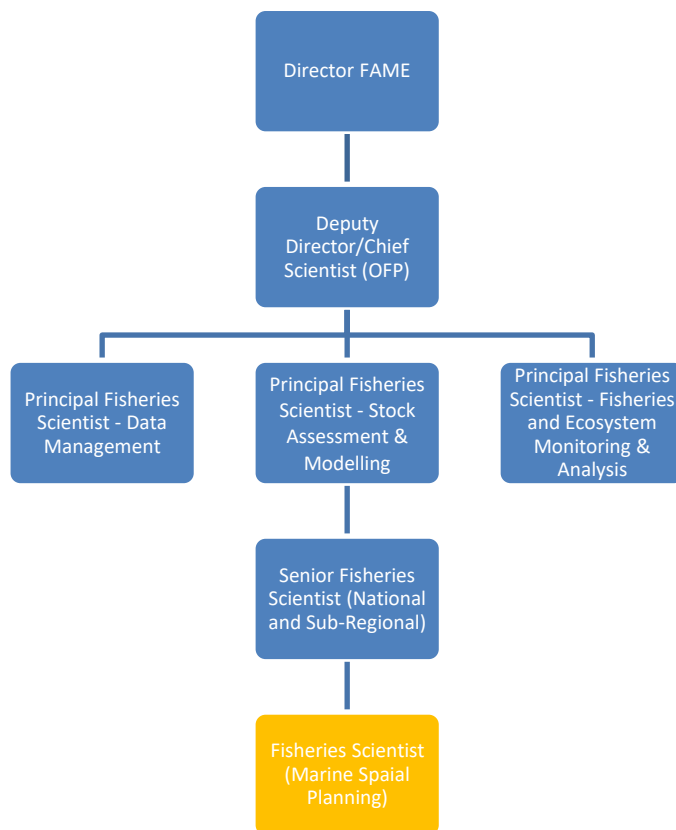 Director FAME
Deputy
Director/Chief
Scientist (OFP)
Principal Fisheries
Scientist - Data
Management
Principal Fisheries
Scientist - Stock
Assessment &
Modelling
Principal Fisheries
Scientist - Fisheries
and Ecosystem
Monitoring &
Analysis
Senior Fisheries
Scientist (National
and Sub-Regional)
Fisheries Scientist
(Marine Spaial
Planning)